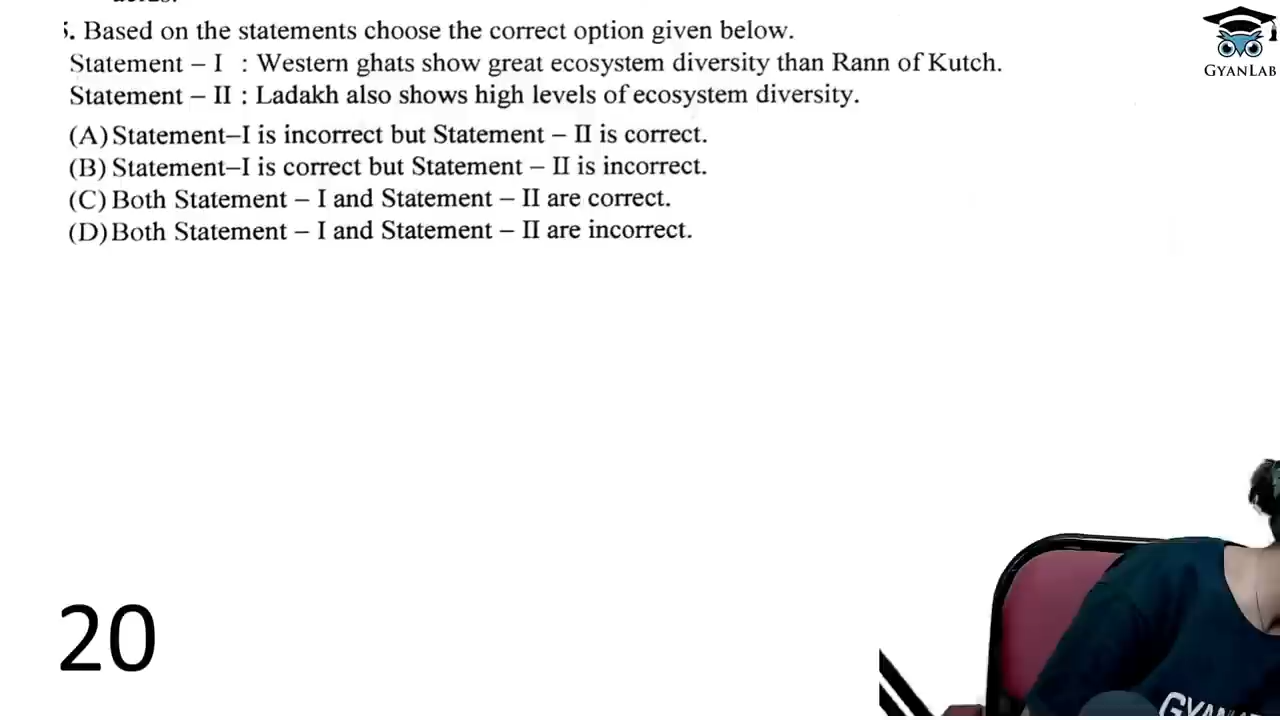 5. Based on the statements choose the correct option given below.
Statement – I : Western ghats show great ecosystem diversity than Rann of Kutch.
Statement – II : Ladakh also shows high levels of ecosystem diversity.
(A) Statement–I is incorrect but Statement – II is correct.
(B) Statement–I is correct but Statement – II is incorrect.
(C) Both Statement – I and Statement – II are correct.
(D) Both Statement – I and Statement – II are incorrect.
GYANLAB
20